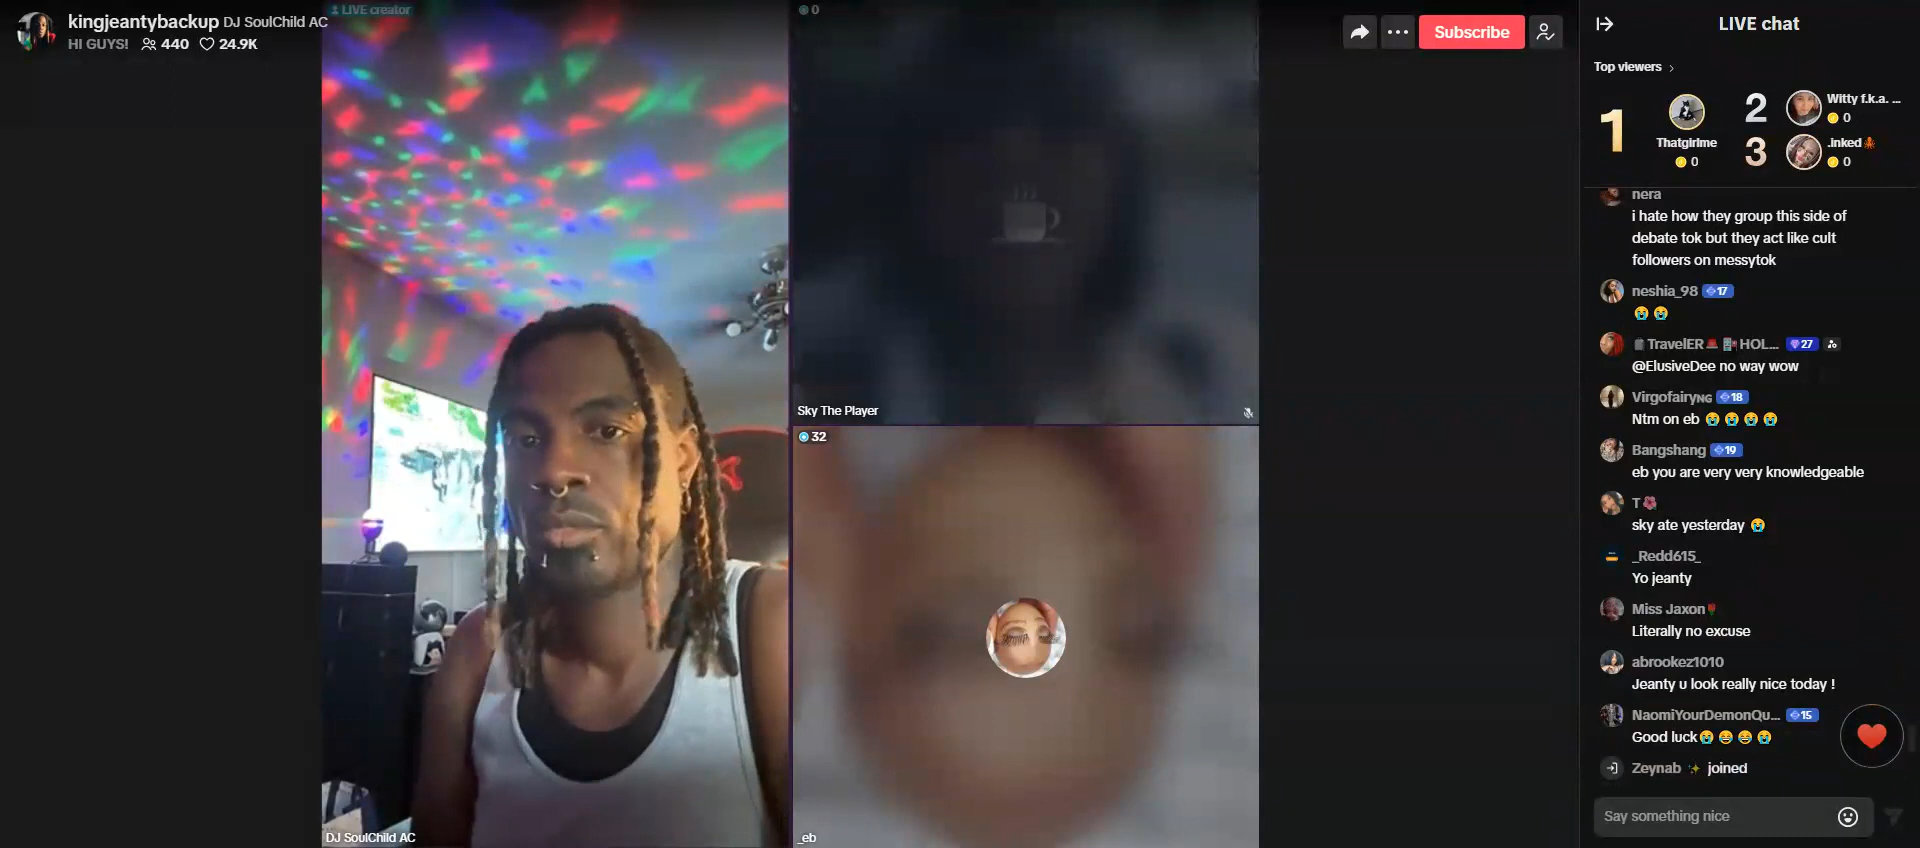 kingjeantybackup DJ SoulChild AC
HI GUYS! 440 24.9K
LIVE creator
0
Sky The Player
32
DJ SoulChild AC
_eb
Subscribe
LIVE chat
Top viewers
1
Thatgirlme
0
2
Witty f.k.a. ...
0
3
.inked
0
nera
i hate how they group this side of
debate tok but they act like cult
followers on messytok
neshia_98 17
😭 😭
TravelER HOL... 27
@ElusiveDee no way wow
Virgofairyɴɢ 18
Ntm on eb 😭 😭 😭 😭
Bangshang 19
eb you are very very knowledgeable
T🌺
sky ate yesterday 😭
_Redd615_
Yo jeanty
Miss Jaxon🌹
Literally no excuse
abrookez1010
Jeanty u look really nice today !
NaomiYourDemonQu... 15
Good luck😭 😂 😂 😭
Zeynab ✨ joined
Say something nice